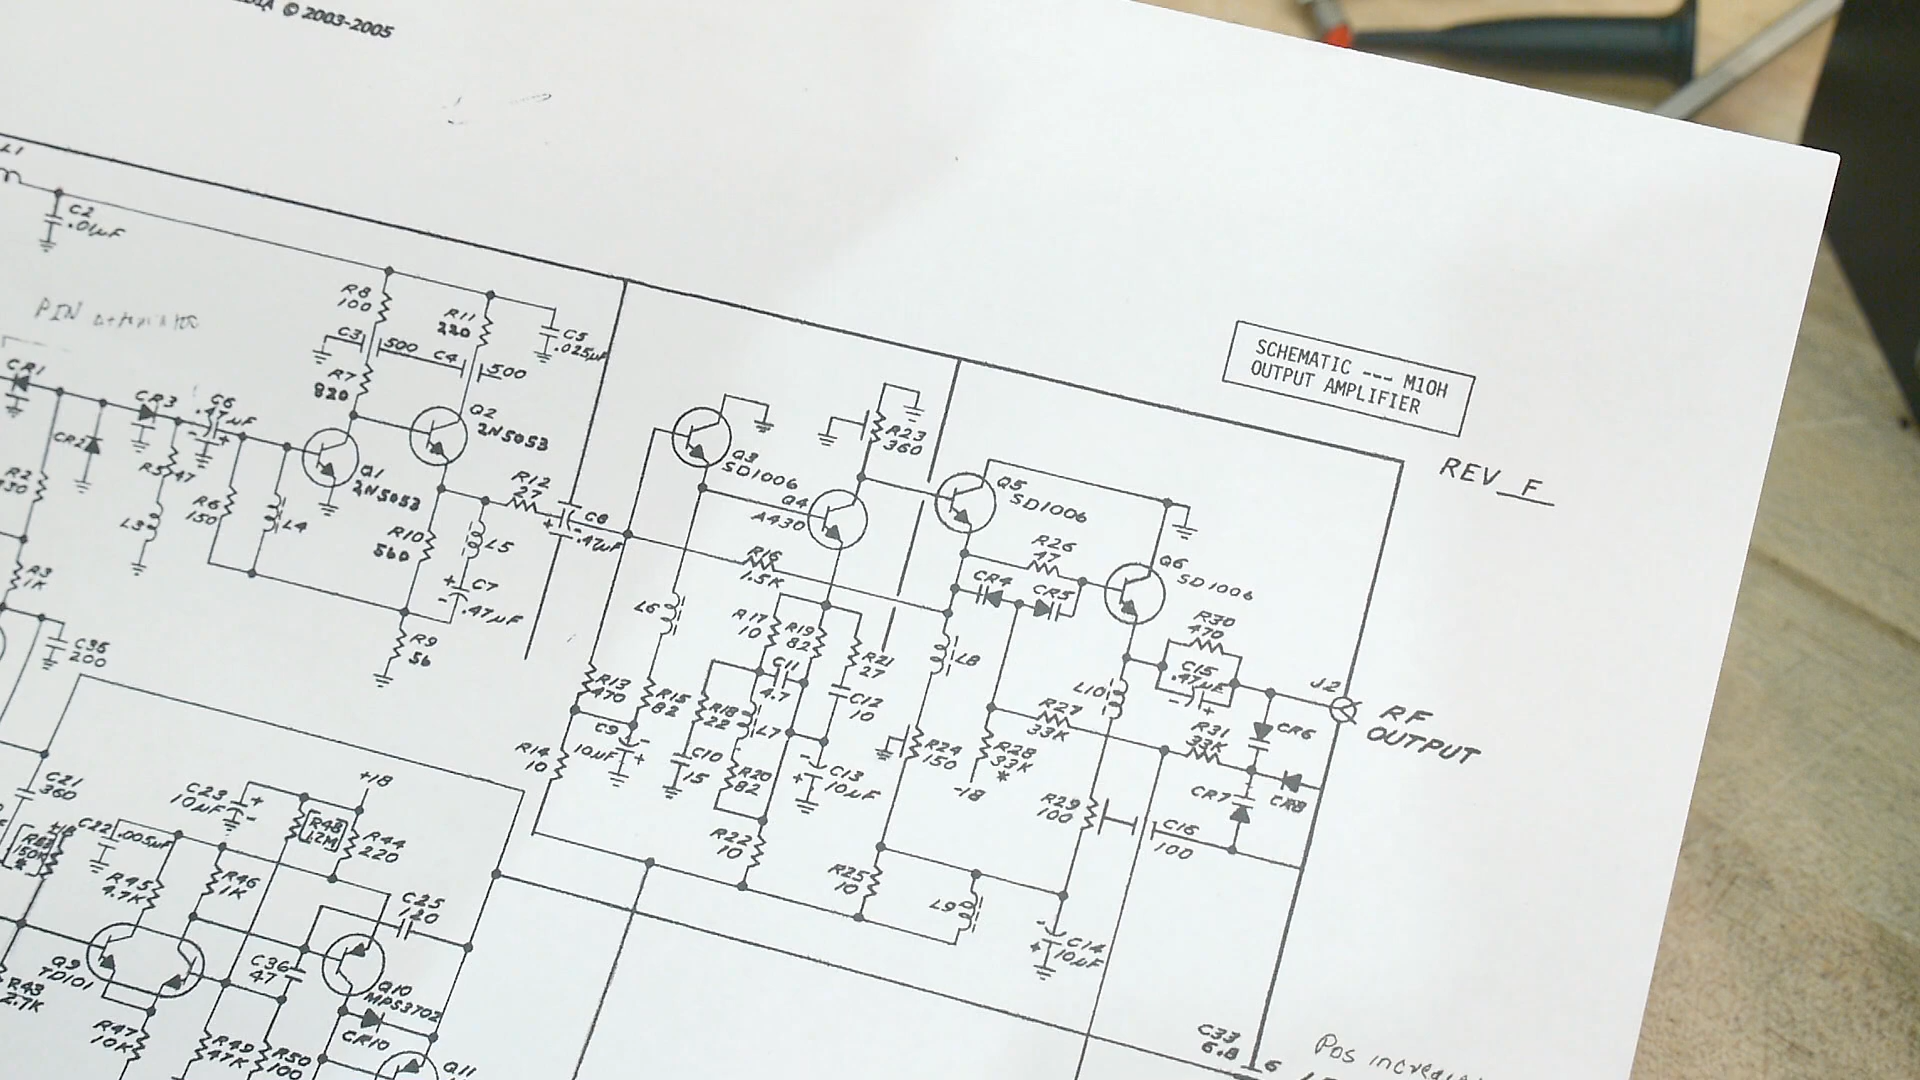 © 2003-2005
L1
C2
.01µF
PIN
R8
100
R11
220
C3
500
C4
500
C5
.025µF
R7
820
CR1
CR3
C6
.47µF
CR2
Q2
2N5053
Q1
2N5053
R5
47
R6
150
L3
L4
R12
27
C8
.47µF
R10
560
L5
C7
.47µF
R3
1K
R9
56
C35
200
Q3
SD1006
Q4
A430
R23
360
Q5
SD1006
R16
1.5K
R26
47
CR4
CR5
Q6
SD1006
L6
R17
10
R19
82
R21
27
L8
R30
470
C15
.47µF
R13
470
R15
82
C11
4.7
C12
10
R18
22
L7
L10
R27
33K
R28
33K
*
-18
R31
33K
CR6
J2
RF
OUTPUT
R14
10
C9
10µF
C10
15
R20
82
C13
10µF
R24
150
R29
100
C16
100
CR7
CR8
R22
10
R25
10
L9
C14
10µF
SCHEMATIC --- M10H
OUTPUT AMPLIFIER
REV F
C21
360
+18
C23
10µF
R48
1.2M
R44
220
C22
.005µF
R45
4.7K
R46
1K
C25
120
Q9
TD101
C36
47
Q10
MPS3702
R43
2.7K
R47
10K
R49
47K
R50
100
CR10
Q11
C33
6.8
6
Pos